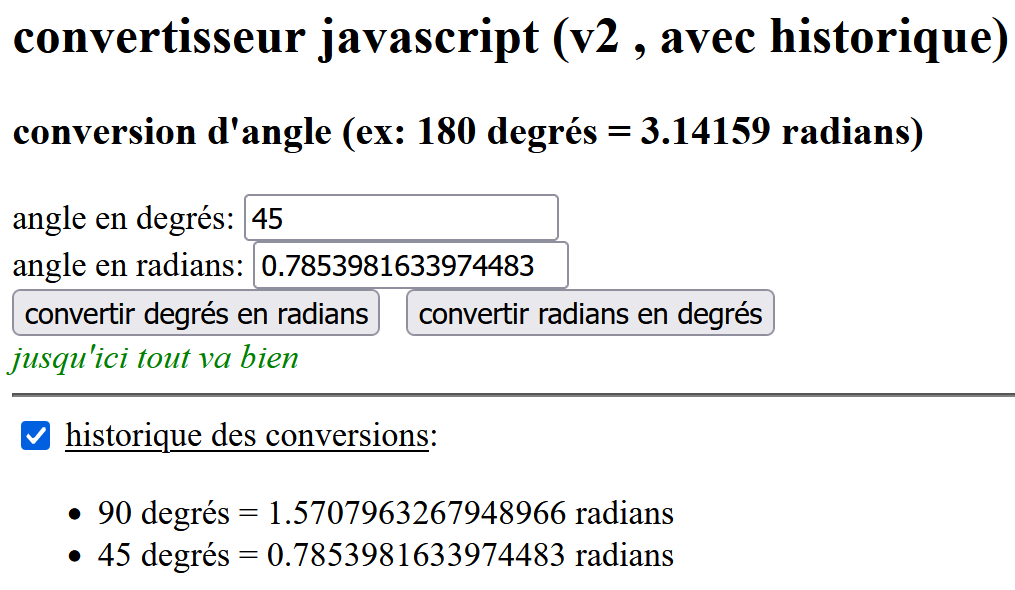 convertisseur javascript (v2 , avec historique)
conversion d'angle (ex: 180 degrés = 3.14159 radians)
angle en degrés: 45
angle en radians: 0.7853981633974483
convertir degrés en radians convertir radians en degrés
jusqu'ici tout va bien
historique des conversions:
• 90 degrés = 1.5707963267948966 radians
• 45 degrés = 0.7853981633974483 radians